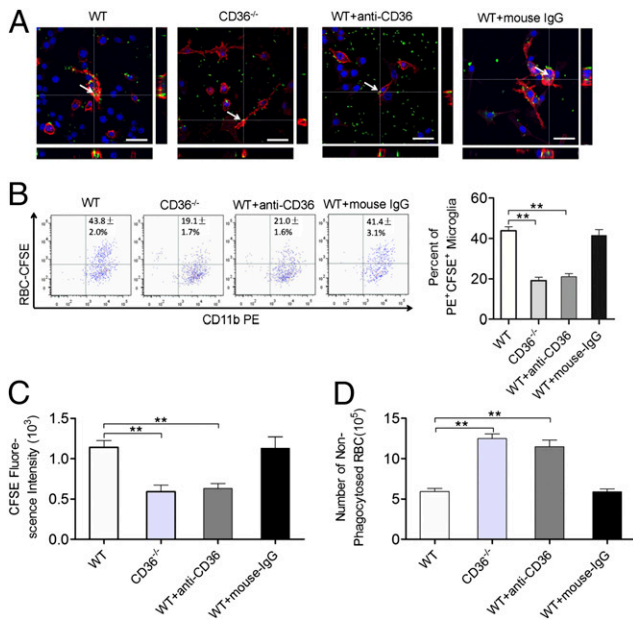 A
WT
CD36-/-
WT+anti-CD36
WT+mouse IgG
B
WT
CD36-/-
WT+anti-CD36
WT+mouse IgG
43.8 ±
2.0%
19.1 ±
1.7%
21.0 ±
1.6%
41.4 ±
3.1%
RBC-CFSE
CD11b PE
Percent of
PE+ CFSE+ Microglia
60
40
20
0
**
**
WT
CD36-/-
WT+anti-CD36
WT+mouse-IgG
C
CFSE Fluore-
scence Intensity (10³)
1.5
1.0
0.5
0.0
**
**
WT
CD36-/-
WT+anti-CD36
WT+mouse-IgG
D
Number of Non-
Phagocytosed RBC(10⁵)
15
10
5
0
**
**
WT
CD36-/-
WT+anti-CD36
WT+mouse-IgG